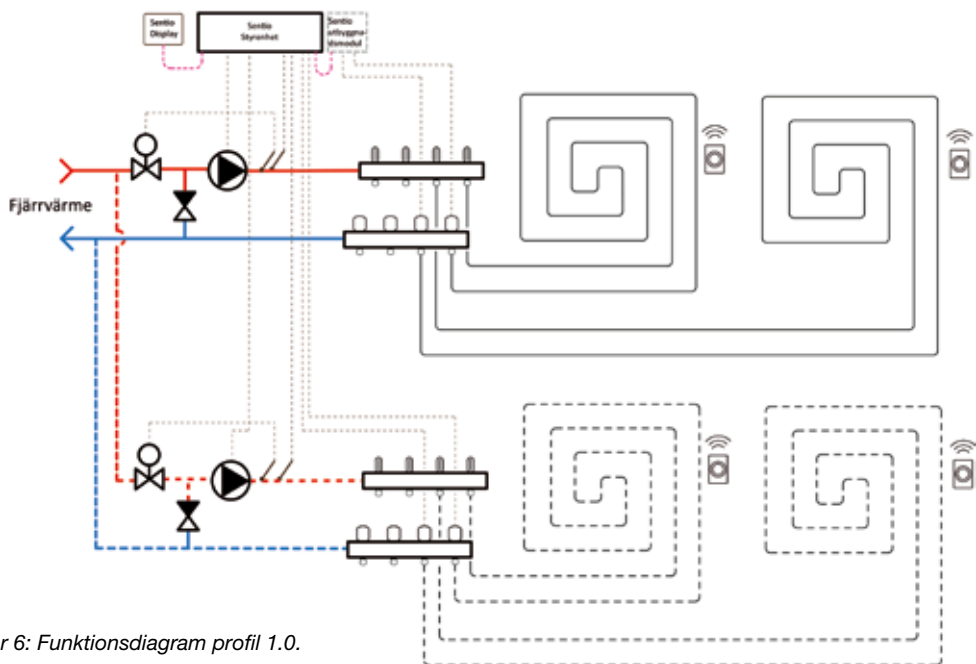 Sentio
Display
Sentio
Styrenhet
Sentio
utbyggna
dsmodul
Fjärrvärme
r 6: Funktionsdiagram profil 1.0.